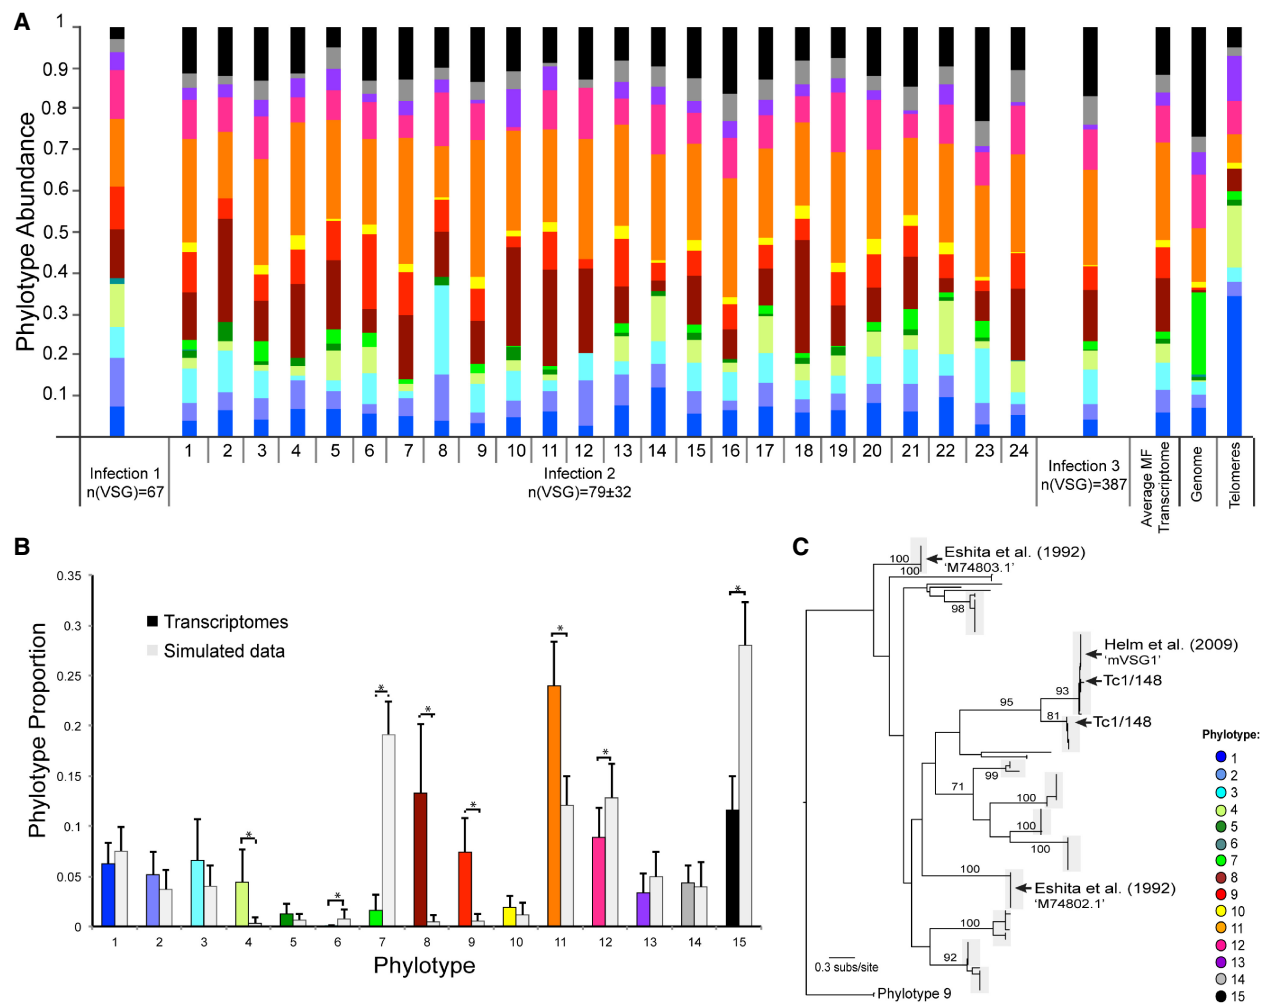 A
Phylotype Abundance
1
0.9
0.8
0.7
0.6
0.5
0.4
0.3
0.2
0.1
Infection 1
n(VSG)=67
1 2 3 4 5 6 7 8 9 10 11 12 13 14 15 16 17 18 19 20 21 22 23 24
Infection 2
n(VSG)=79±32
Infection 3
n(VSG)=387
Average MF
Transcriptome
Genome
Telomeres
B
Phylotype Proportion
0.35
0.3
0.25
0.2
0.15
0.1
0.05
0
Transcriptomes
Simulated data
* * * * * * * *
1 2 3 4 5 6 7 8 9 10 11 12 13 14 15
Phylotype
C
100
Eshita et al. (1992)
'M74803.1'
100
98
Helm et al. (2009)
'mVSG1'
Tc1/148
93
95
81
Tc1/148
99
71
100
100
100
100
Eshita et al. (1992)
'M74802.1'
100
92
0.3 subs/site
Phylotype 9
Phylotype:
1
2
3
4
5
6
7
8
9
10
11
12
13
14
15